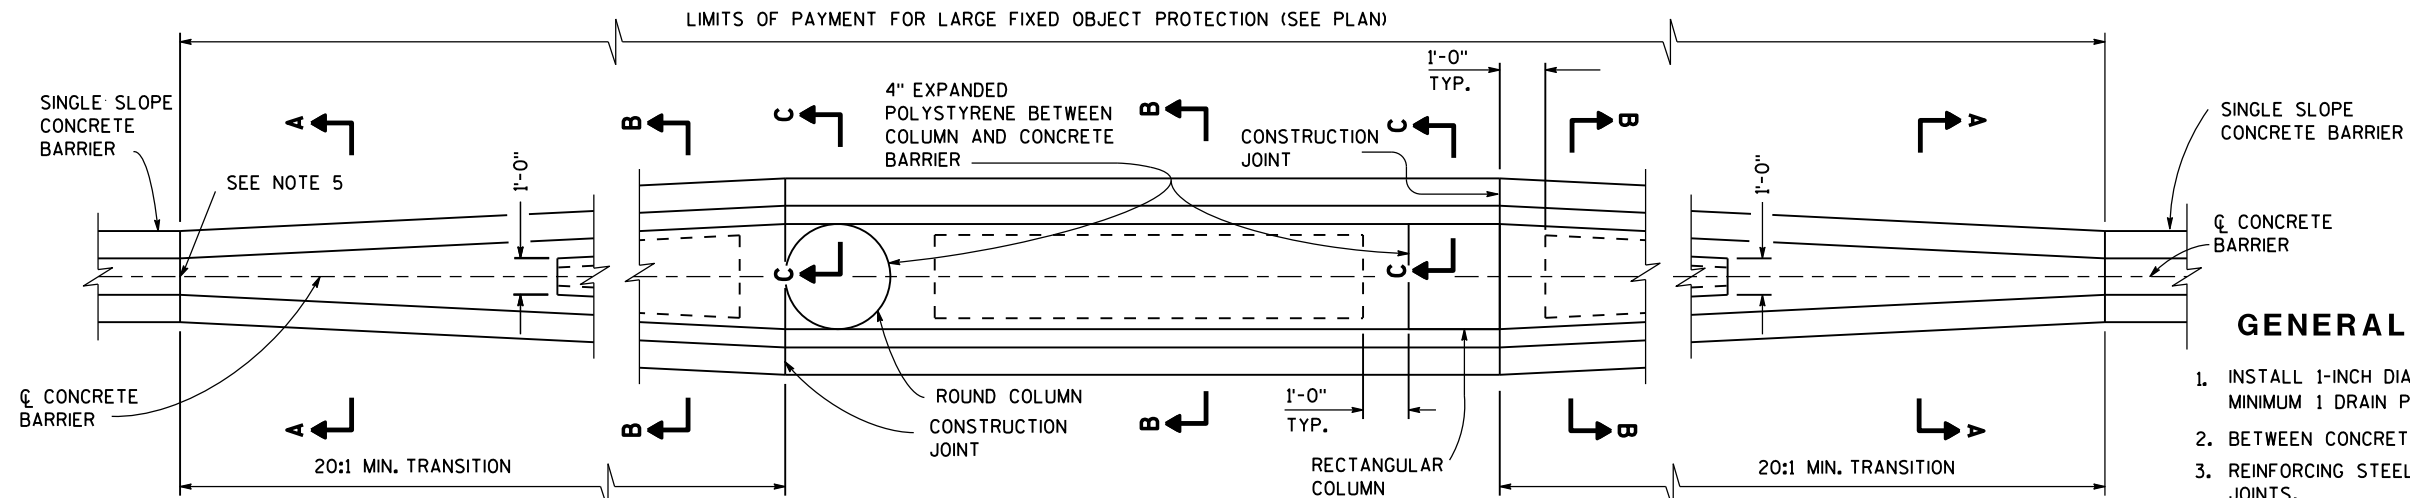 LIMITS OF PAYMENT FOR LARGE FIXED OBJECT PROTECTION (SEE PLAN)
SINGLE SLOPE
CONCRETE
BARRIER
SEE NOTE 5
1'-0"
4" EXPANDED
POLYSTYRENE BETWEEN
COLUMN AND CONCRETE
BARRIER
CONSTRUCTION
JOINT
1'-0"
TYP.
1'-0"
SINGLE SLOPE
CONCRETE BARRIER
℄ CONCRETE
BARRIER
A
B
C
B
C
B
A
C
C
A
B
B
B
A
℄ CONCRETE
BARRIER
ROUND COLUMN
CONSTRUCTION
JOINT
1'-0"
TYP.
RECTANGULAR
COLUMN
20:1 MIN. TRANSITION
20:1 MIN. TRANSITION
GENERAL
1. INSTALL 1-INCH DIA
MINIMUM 1 DRAIN P
2. BETWEEN CONCRET
3. REINFORCING STEEL
JOINTS.